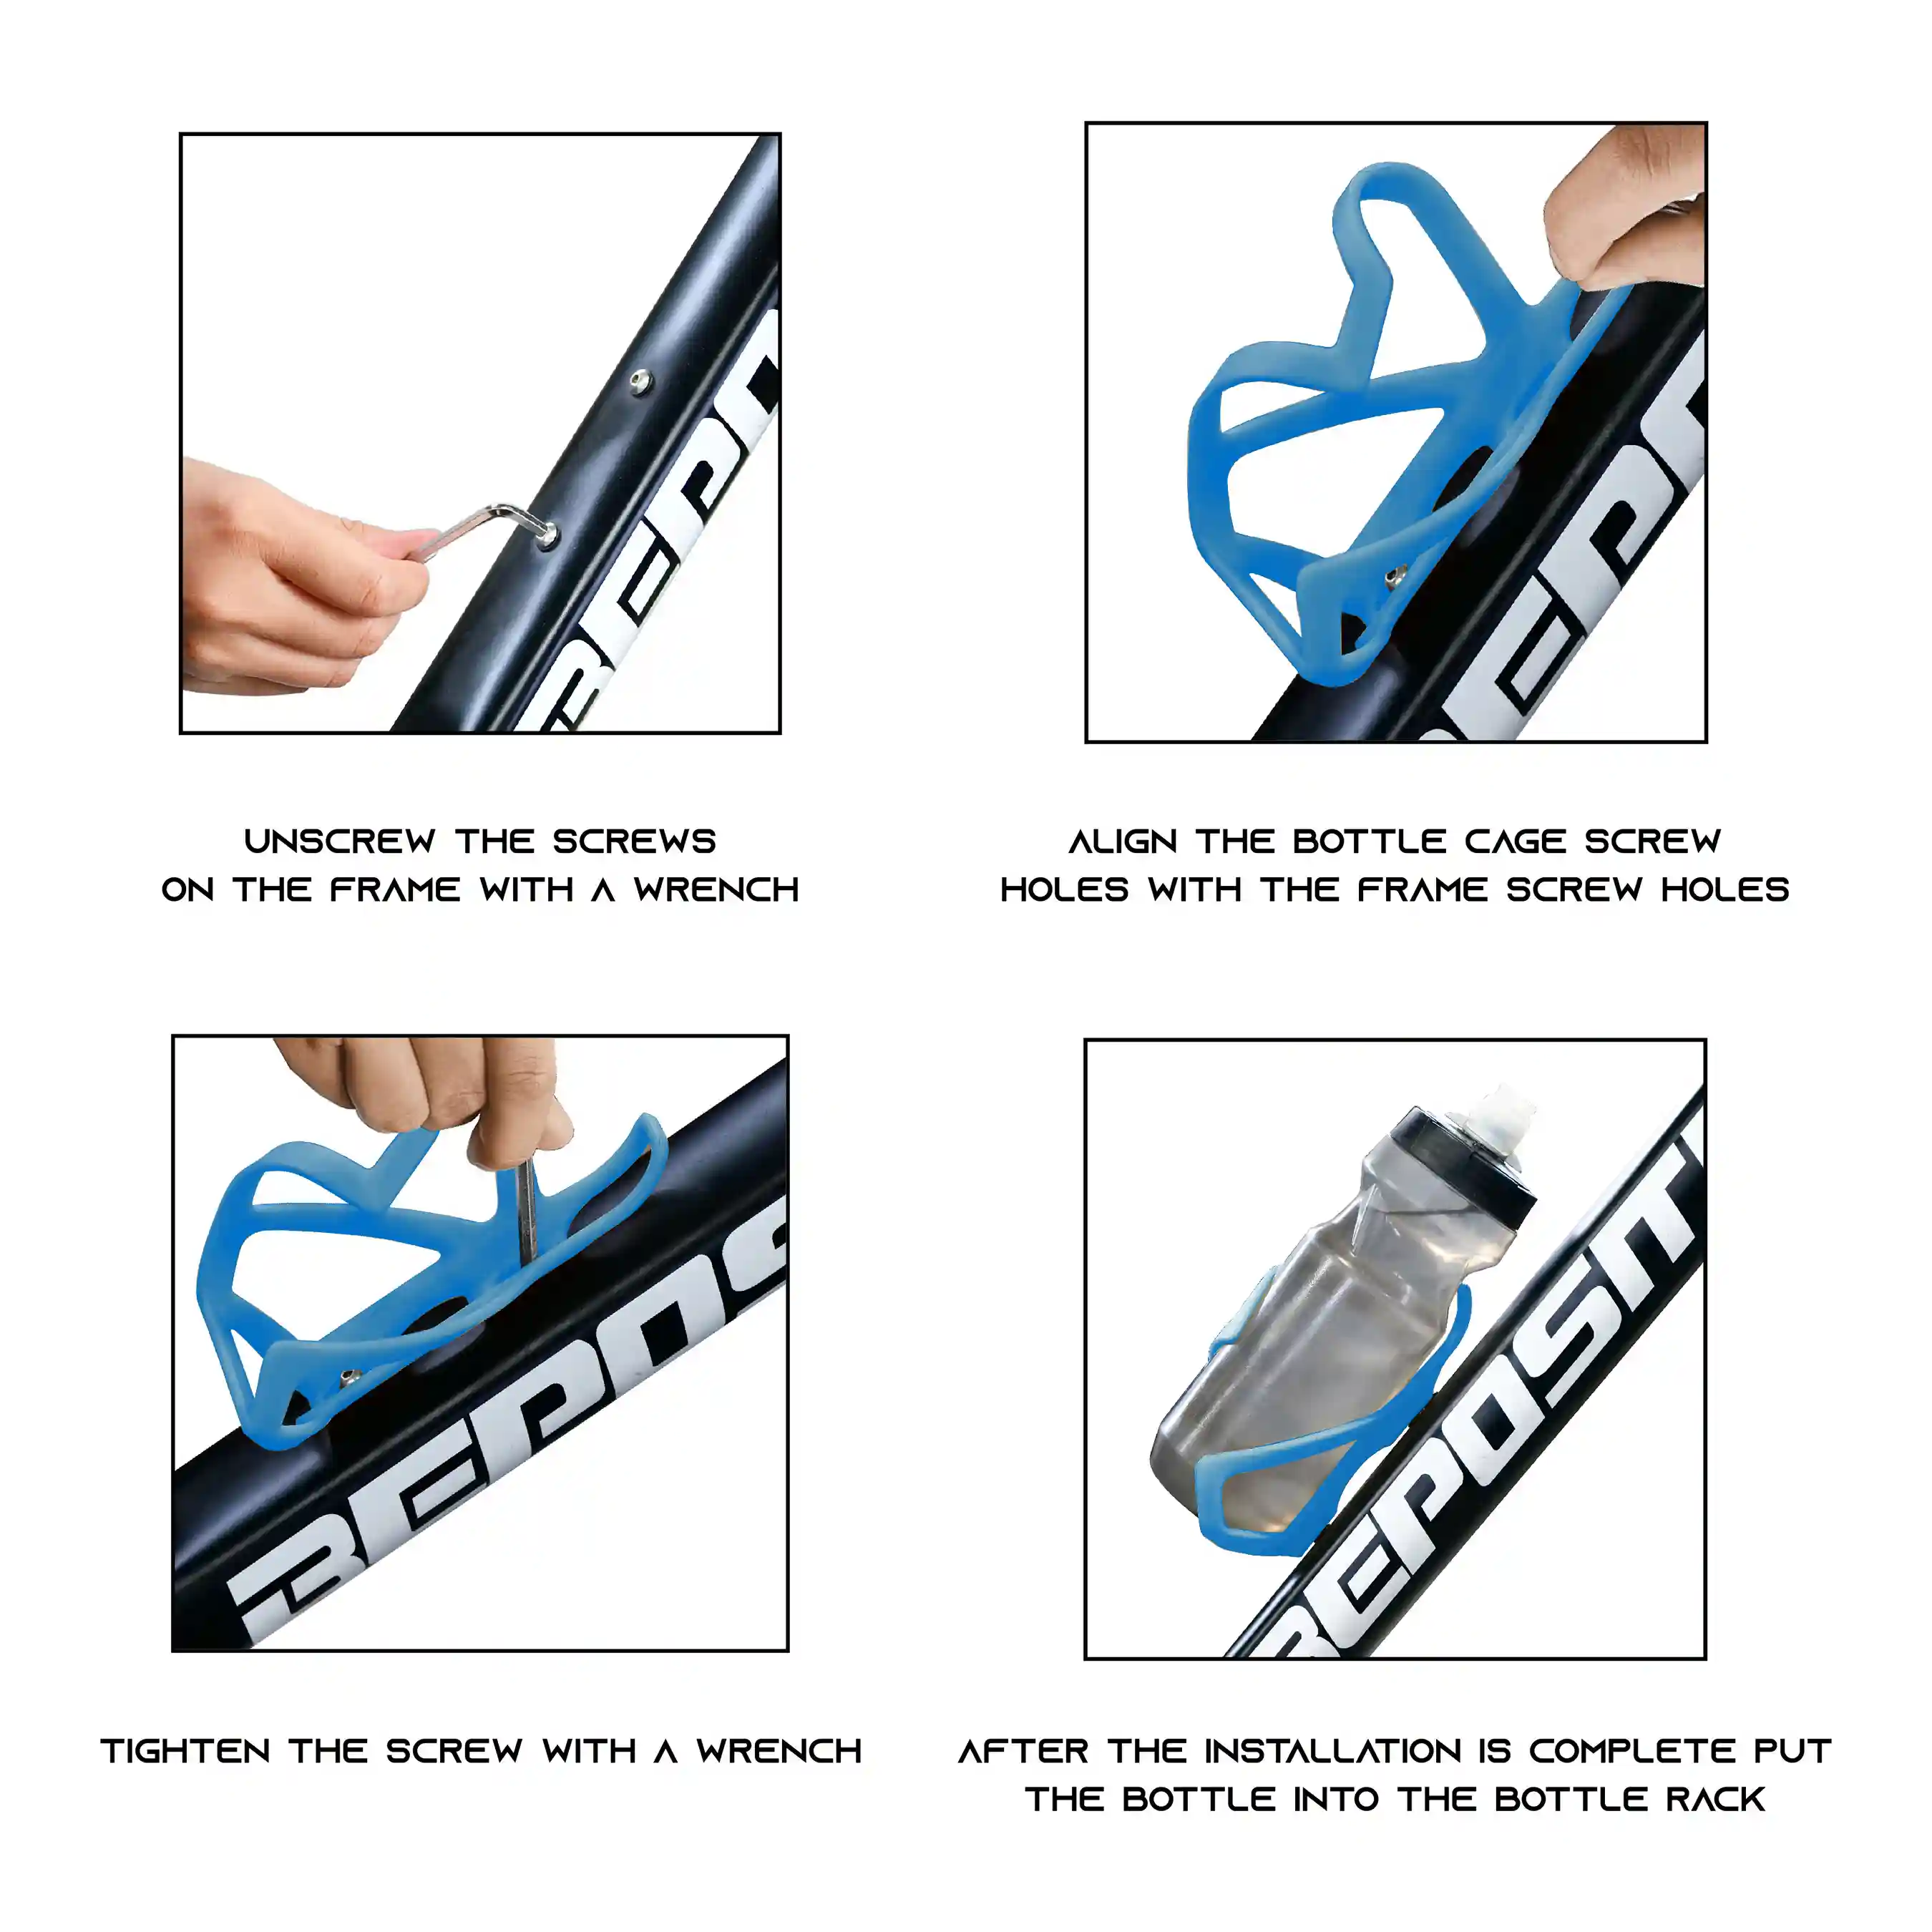 UNSCREW THE SCREWS
ON THE FRAME WITH A WRENCH
ALIGN THE BOTTLE CAGE SCREW
HOLES WITH THE FRAME SCREW HOLES
TIGHTEN THE SCREW WITH A WRENCH
AFTER THE INSTALLATION IS COMPLETE PUT
THE BOTTLE INTO THE BOTTLE RACK